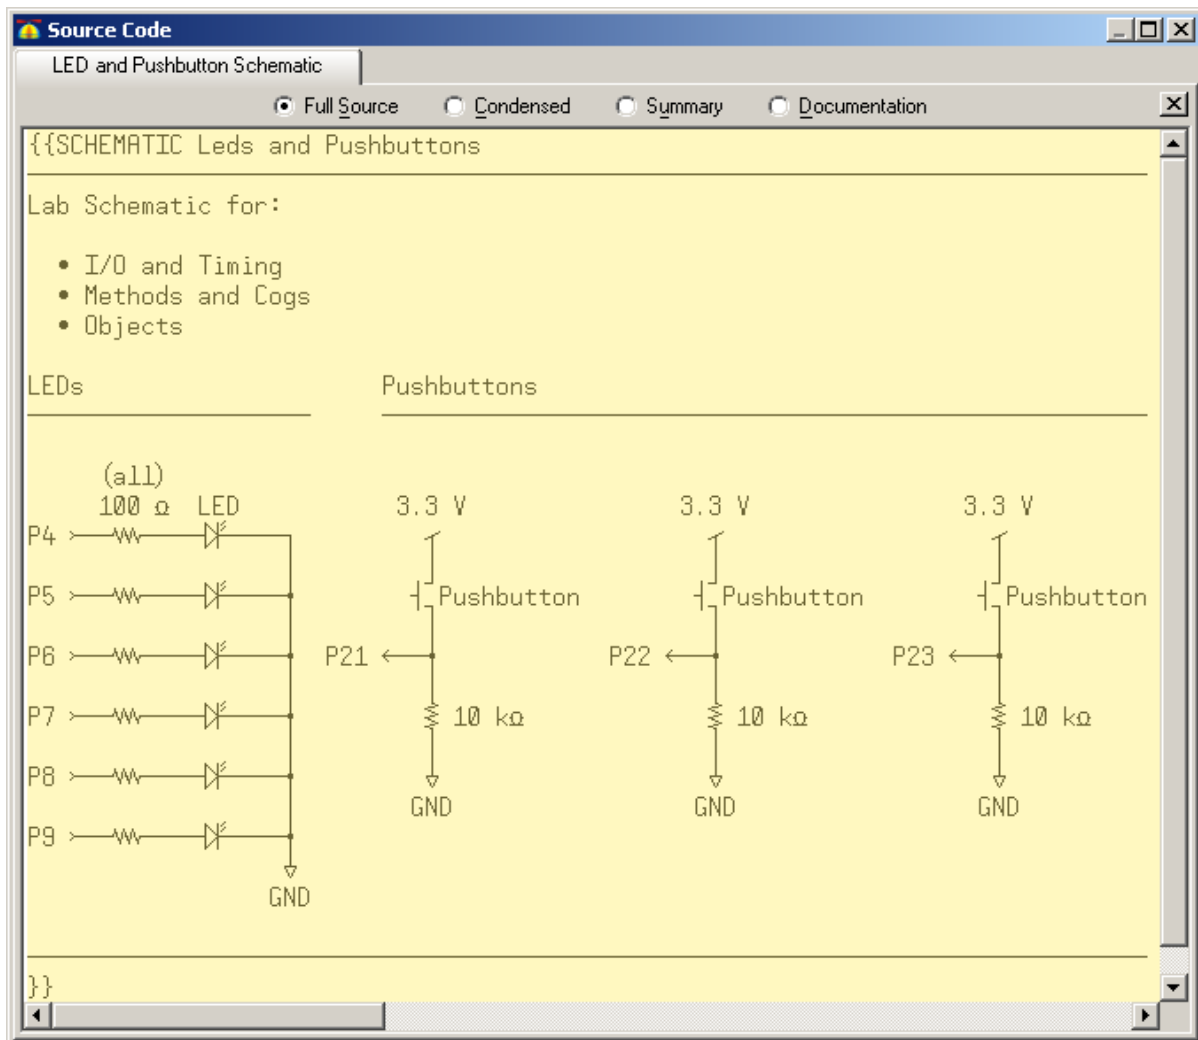 Source Code
LED and Pushbutton Schematic
Full Source Condensed Summary Documentation
{{SCHEMATIC Leds and Pushbuttons
Lab Schematic for:
• I/O and Timing
• Methods and Cogs
• Objects
LEDs Pushbuttons
(all)
100 Ω LED 3.3 V 3.3 V 3.3 V
P4
P5 Pushbutton Pushbutton Pushbutton
P6 P21 P22 P23
P7 10 kΩ 10 kΩ 10 kΩ
P8
GND GND GND
P9
GND
}}